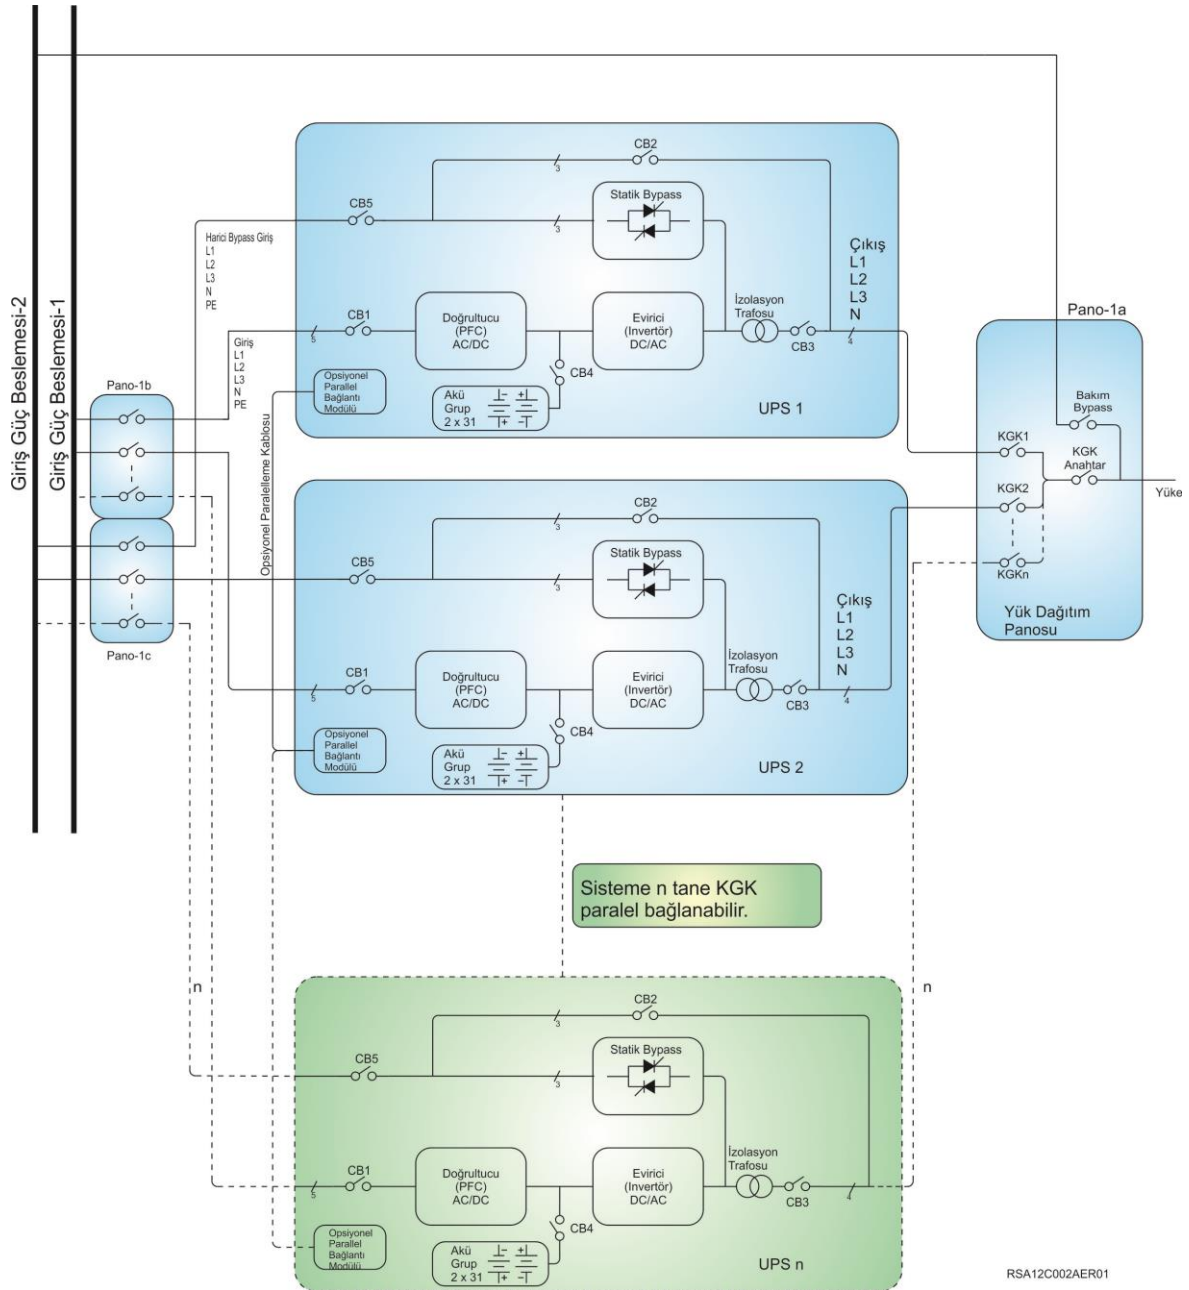 Giriş Güç Beslemesi-2
Giriş Güç Beslemesi-1
Harici Bypass Giriş
L1
L2
L3
N
PE
Giriş
L1
L2
L3
N
PE
Pano-1b
Pano-1c
Opsiyonel Paralelleme Kablosu
CB2
3
Statik Bypass
CB5
3
Çıkış
L1
L2
L3
N
İzolasyon
Trafosu
CB1
5
Doğrultucu
(PFC)
AC/DC
Evirici
(Invertör)
DC/AC
CB3
4
CB4
Opsiyonel
Parallel
Bağlantı
Modülü
Akü
Grup
2 x 31
UPS 1
Pano-1a
Bakım
Bypass
KGK1
KGK
Anahtar
KGK2
Yüke
KGKn
Yük Dağıtım
Panosu
CB2
3
Statik Bypass
CB5
3
Çıkış
L1
L2
L3
N
İzolasyon
Trafosu
CB1
5
Doğrultucu
(PFC)
AC/DC
Evirici
(Invertör)
DC/AC
CB3
4
CB4
Opsiyonel
Parallel
Bağlantı
Modülü
Akü
Grup
2 x 31
UPS 2
Sisteme n tane KGK
paralel bağlanabilir.
n
n
CB2
3
Statik Bypass
CB5
3
İzolasyon
Trafosu
CB1
5
Doğrultucu
(PFC)
AC/DC
Evirici
(Invertör)
DC/AC
CB3
4
CB4
Opsiyonel
Parallel
Bağlantı
Modülü
Akü
Grup
2 x 31
UPS n
RSA12C002AER01